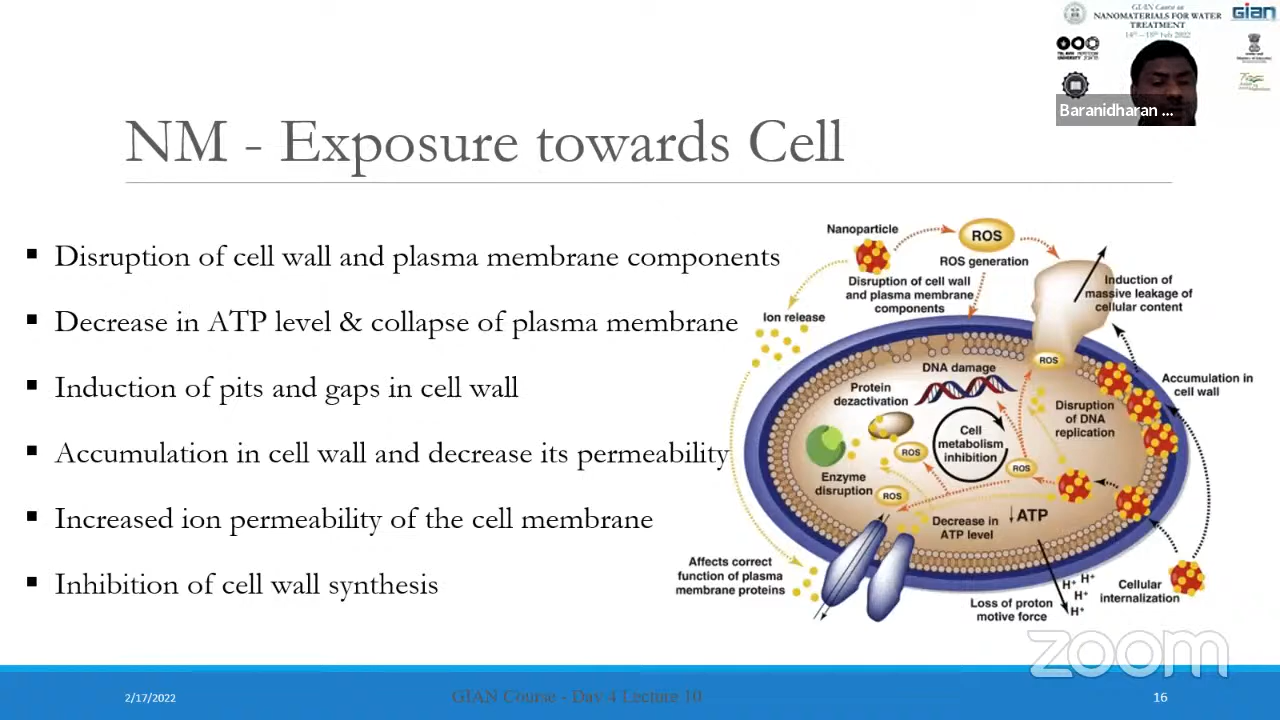 GIAN Course on
NANOMATERIALS FOR WATER
TREATMENT
14th – 18th Feb 2022
gian
Baranidharan ...
NM - Exposure towards Cell
▪ Disruption of cell wall and plasma membrane components
▪ Decrease in ATP level & collapse of plasma membrane
▪ Induction of pits and gaps in cell wall
▪ Accumulation in cell wall and decrease its permeability
▪ Increased ion permeability of the cell membrane
▪ Inhibition of cell wall synthesis
Nanoparticle
ROS
ROS generation
Disruption of cell wall
and plasma membrane
components
Ion release
Induction of
massive leakage of
cellular content
ROS
DNA damage
Protein
dezactivation
Accumulation in
cell wall
Disruption
of DNA
replication
Cell
metabolism
inhibition
ROS
ROS
Enzyme
disruption
ROS
Decrease in
ATP level
↓ATP
Affects correct
function of plasma
membrane proteins
H+ H+
H+
H+
Loss of proton
motive force
Cellular
internalization
zoom
2/17/2022
GIAN Course - Day 4 Lecture 10
16